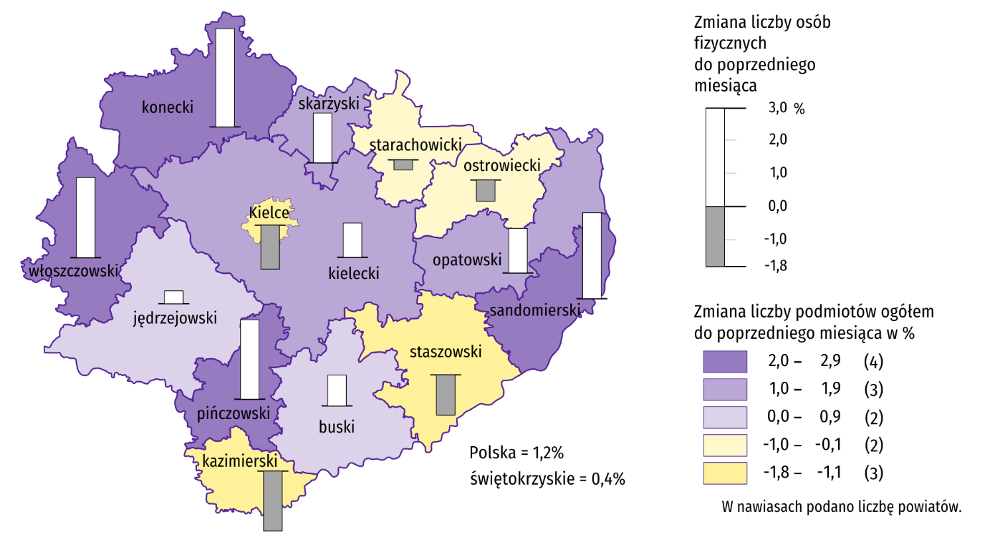 konecki
skarżyski
starachowicki
ostrowiecki
Kielce
opatowski
kielecki
włoszczowski
jędrzejowski
sandomierski
staszowski
pińczowski
buski
kazimierski
Polska = 1,2%
świętokrzyskie = 0,4%
Zmiana liczby osób
fizycznych
do poprzedniego
miesiąca
3,0 %
2,0
1,0
0,0
-1,0
-1,8
Zmiana liczby podmiotów ogółem
do poprzedniego miesiąca w %
2,0 – 2,9 (4)
1,0 – 1,9 (3)
0,0 – 0,9 (2)
-1,0 – -0,1 (2)
-1,8 – -1,1 (3)
W nawiasach podano liczbę powiatów.